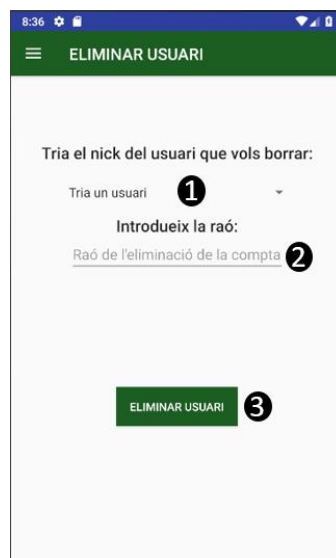 8:36
ELIMINAR USUARI
Tria el nick del usuari que vols borrar:
Tria un usuari 1
Introdueix la raó:
Raó de l'eliminació de la compta 2
ELIMINAR USUARI 3